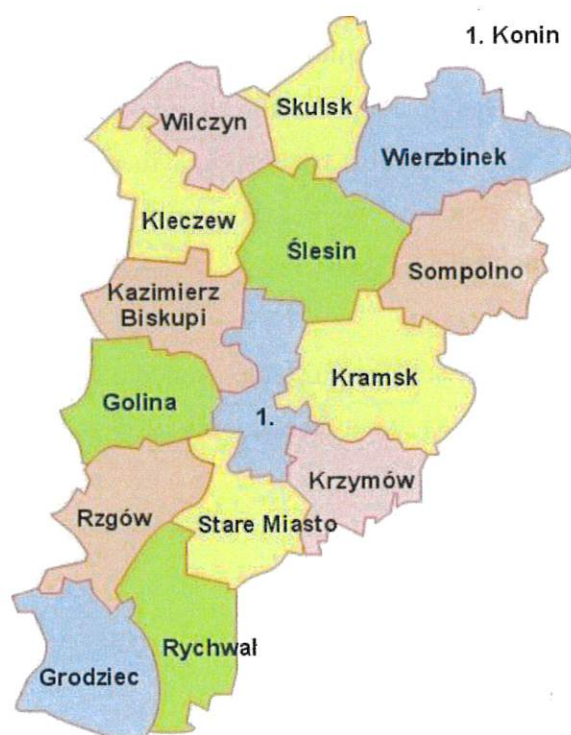 1. Konin
Skulsk
Wilczyn
Wierzbinek
Kleczew
Ślesin
Sompolno
Kazimierz
Biskupi
Kramsk
Golina
1.
Krzymów
Rzgów
Stare Miasto
Rychwał
Grodziec